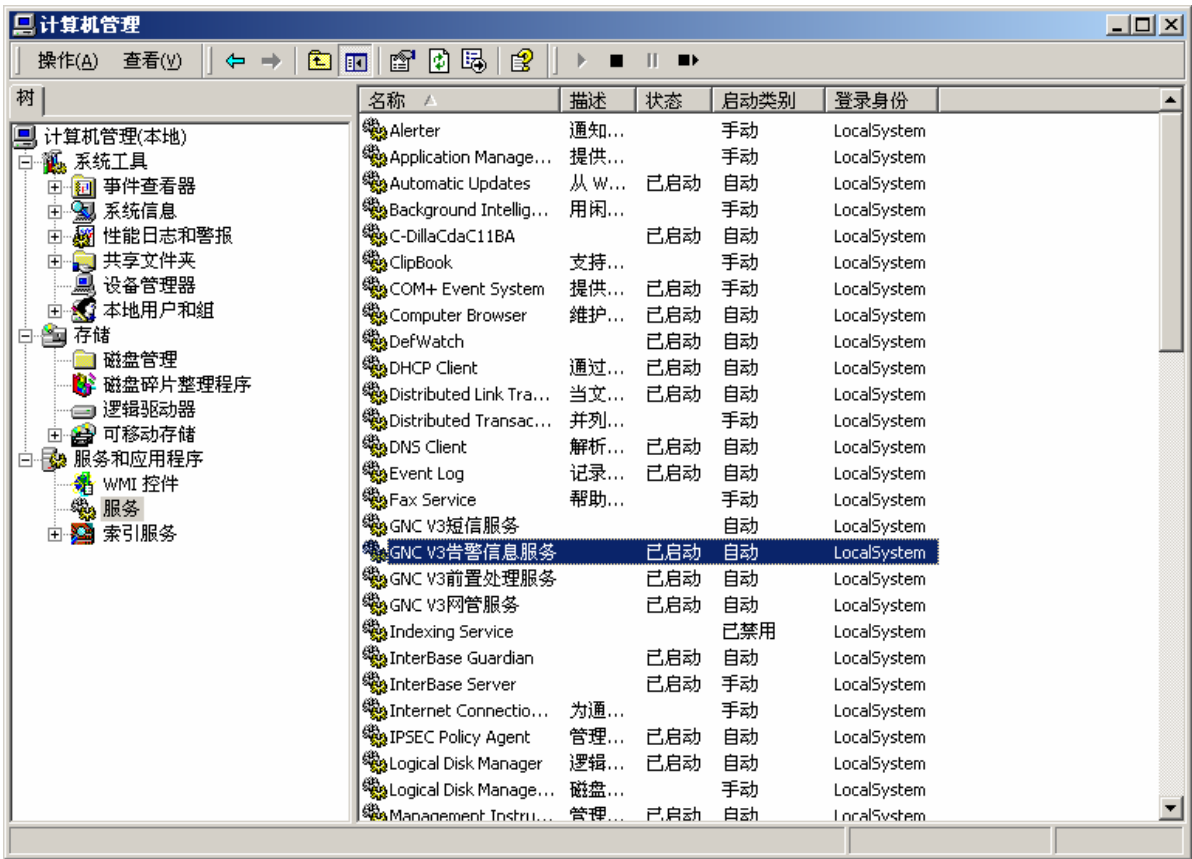 计算机管理
操作(A) 查看(V)
树
计算机管理(本地)
系统工具
事件查看器
系统信息
性能日志和警报
共享文件夹
设备管理器
本地用户和组
存储
磁盘管理
磁盘碎片整理程序
逻辑驱动器
可移动存储
服务和应用程序
WMI 控件
服务
索引服务
名称 描述 状态 启动类别 登录身份
Alerter 通知... 手动 LocalSystem
Application Manage... 提供... 手动 LocalSystem
Automatic Updates 从 W... 已启动 自动 LocalSystem
Background Intellig... 用闲... 手动 LocalSystem
C-DillaCdaC11BA 已启动 自动 LocalSystem
ClipBook 支持... 手动 LocalSystem
COM+ Event System 提供... 已启动 手动 LocalSystem
Computer Browser 维护... 已启动 自动 LocalSystem
DefWatch 已启动 自动 LocalSystem
DHCP Client 通过... 已启动 自动 LocalSystem
Distributed Link Tra... 当文... 已启动 自动 LocalSystem
Distributed Transac... 并列... 手动 LocalSystem
DNS Client 解析... 已启动 自动 LocalSystem
Event Log 记录... 已启动 自动 LocalSystem
Fax Service 帮助... 手动 LocalSystem
GNC V3短信服务 自动 LocalSystem
GNC V3告警信息服务 已启动 自动 LocalSystem
GNC V3前置处理服务 已启动 自动 LocalSystem
GNC V3网管服务 已启动 自动 LocalSystem
Indexing Service 已禁用 LocalSystem
InterBase Guardian 已启动 自动 LocalSystem
InterBase Server 已启动 手动 LocalSystem
Internet Connectio... 为通... 手动 LocalSystem
IPSEC Policy Agent 管理... 已启动 自动 LocalSystem
Logical Disk Manager 逻辑... 已启动 自动 LocalSystem
Logical Disk Manage... 磁盘... 手动 LocalSystem
Management Instru... 管理... 已启动 自动 LocalSystem